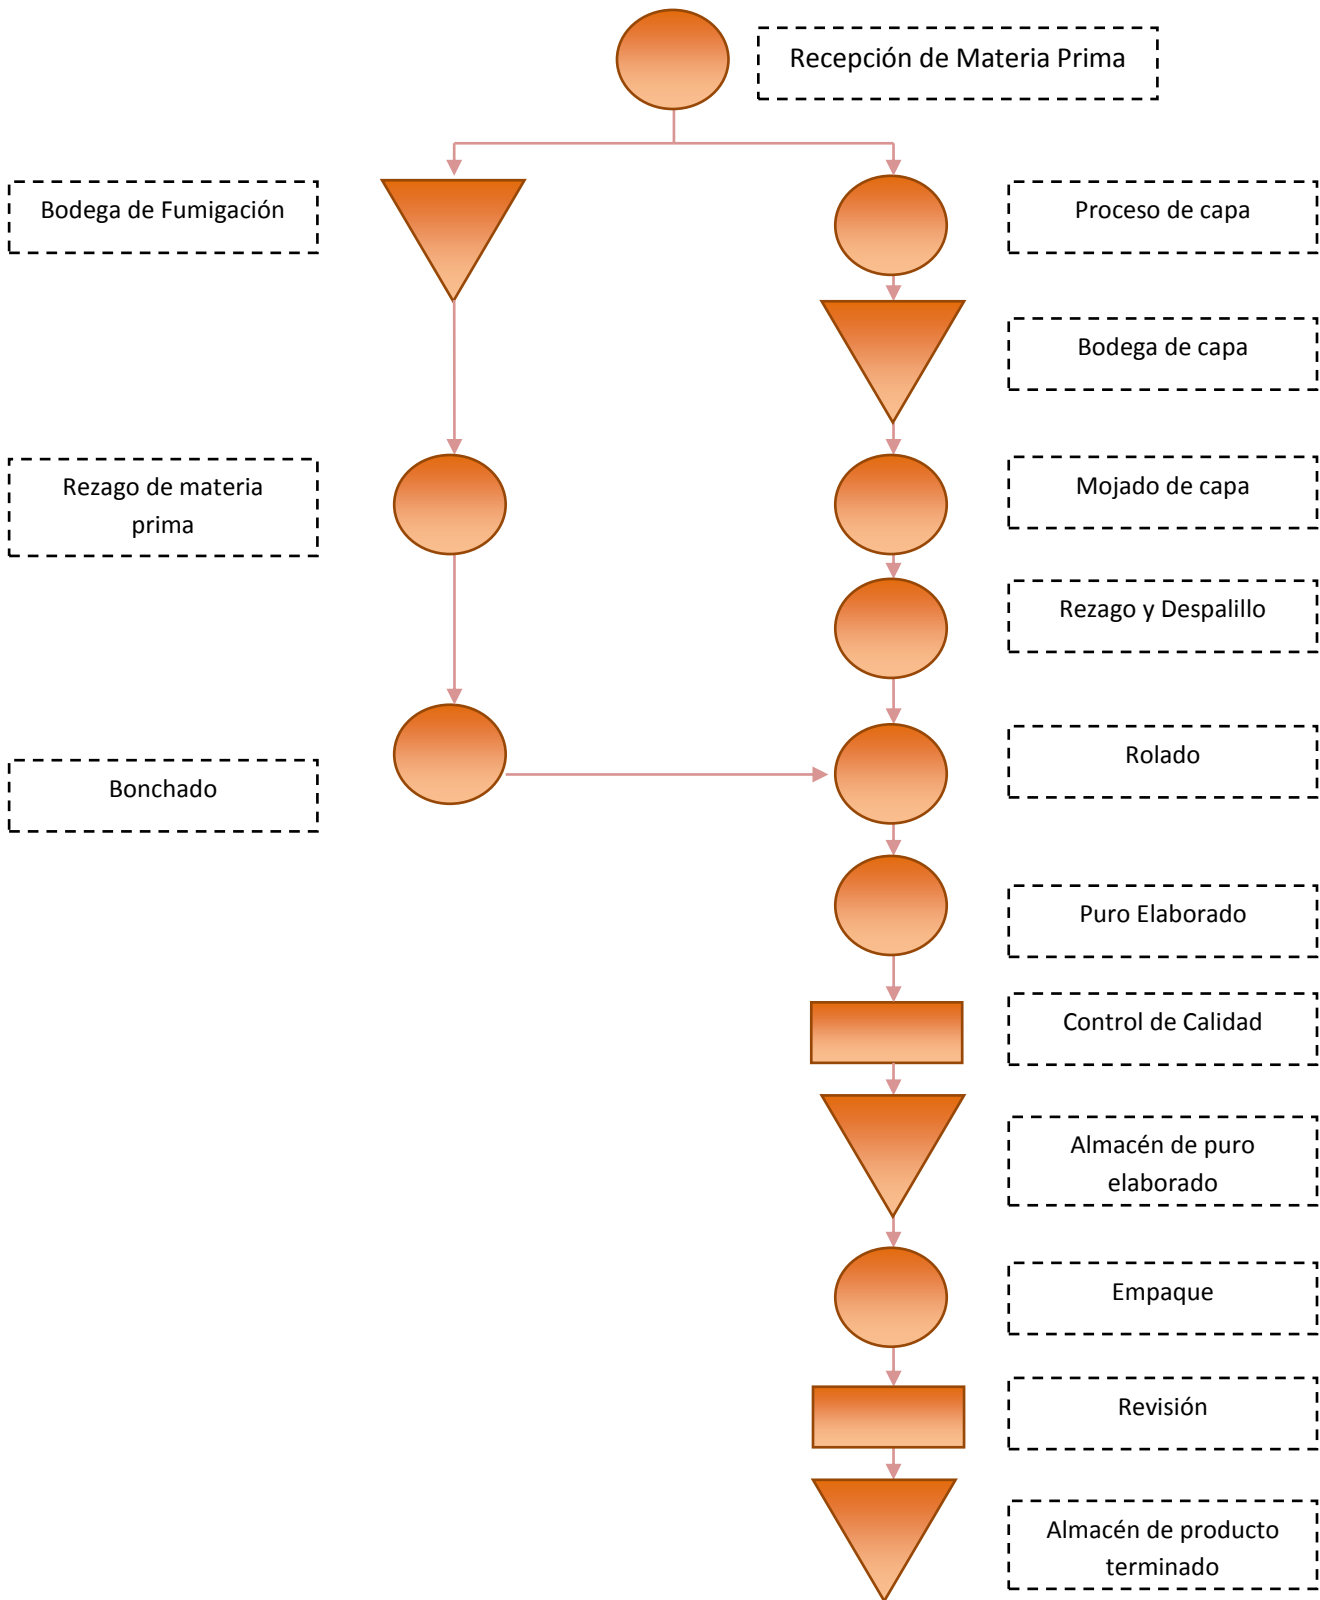 Recepción de Materia Prima
Bodega de Fumigación
Proceso de capa
Bodega de capa
Rezago de materia
prima
Mojado de capa
Rezago y Despalillo
Bonchado
Rolado
Puro Elaborado
Control de Calidad
Almacén de puro
elaborado
Empaque
Revisión
Almacén de producto
terminado